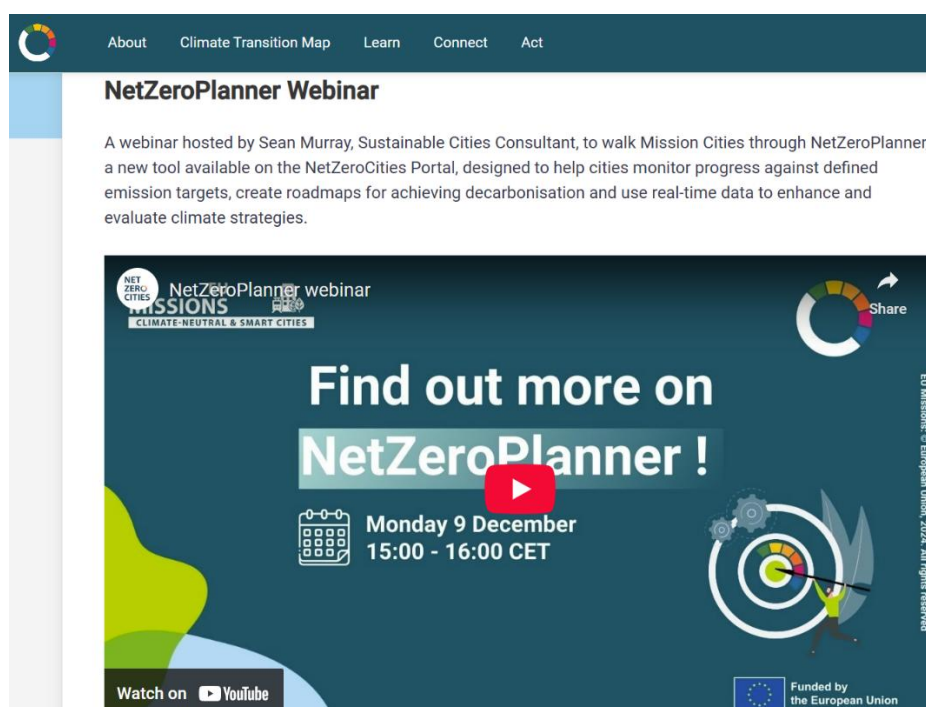 About Climate Transition Map Learn Connect Act
NetZeroPlanner Webinar
A webinar hosted by Sean Murray, Sustainable Cities Consultant, to walk Mission Cities through NetZeroPlanner
a new tool available on the NetZeroCities Portal, designed to help cities monitor progress against defined
emission targets, create roadmaps for achieving decarbonisation and use real-time data to enhance and
evaluate climate strategies.
NET
ZERO
CITIES
NetZeroPlanner webinar
MISSIONS
CLIMATE-NEUTRAL & SMART CITIES
Share
Find out more on
NetZeroPlanner !
Monday 9 December
15:00 - 16:00 CET
EU Missions. © European Union, 2024. All rights reserved
Watch on YouTube
Funded by
the European Union